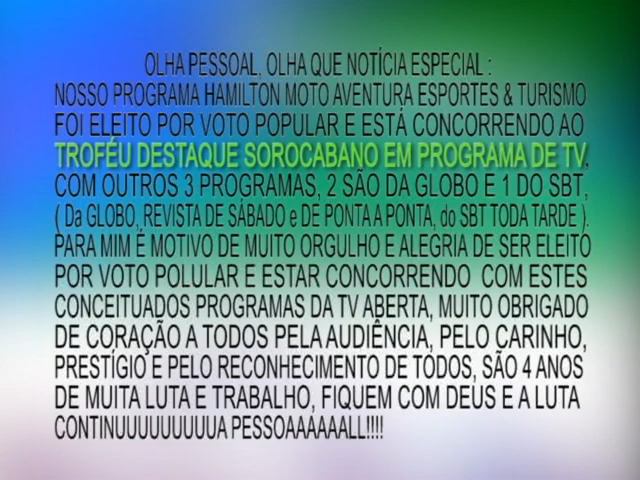 OLHA PESSOAL, OLHA QUE NOTÍCIA ESPECIAL :
NOSSO PROGRAMA HAMILTON MOTO AVENTURA ESPORTES & TURISMO
FOI ELEITO POR VOTO POPULAR E ESTÁ CONCORRENDO AO
TROFÉU DESTAQUE SOROCABANO EM PROGRAMA DE TV,
COM OUTROS 3 PROGRAMAS, 2 SÃO DA GLOBO E 1 DO SBT,
( Da GLOBO, REVISTA DE SÁBADO e DE PONTA A PONTA, do SBT TODA TARDE ).
PARA MIM É MOTIVO DE MUITO ORGULHO E ALEGRIA DE SER ELEITO
POR VOTO POLULAR E ESTAR CONCORRENDO COM ESTES
CONCEITUADOS PROGRAMAS DA TV ABERTA, MUITO OBRIGADO
DE CORAÇÃO A TODOS PELA AUDIÊNCIA, PELO CARINHO,
PRESTÍGIO E PELO RECONHECIMENTO DE TODOS, SÃO 4 ANOS
DE MUITA LUTA E TRABALHO, FIQUEM COM DEUS E A LUTA
CONTINUUUUUUUUUA PESSOAAAAAALL!!!!